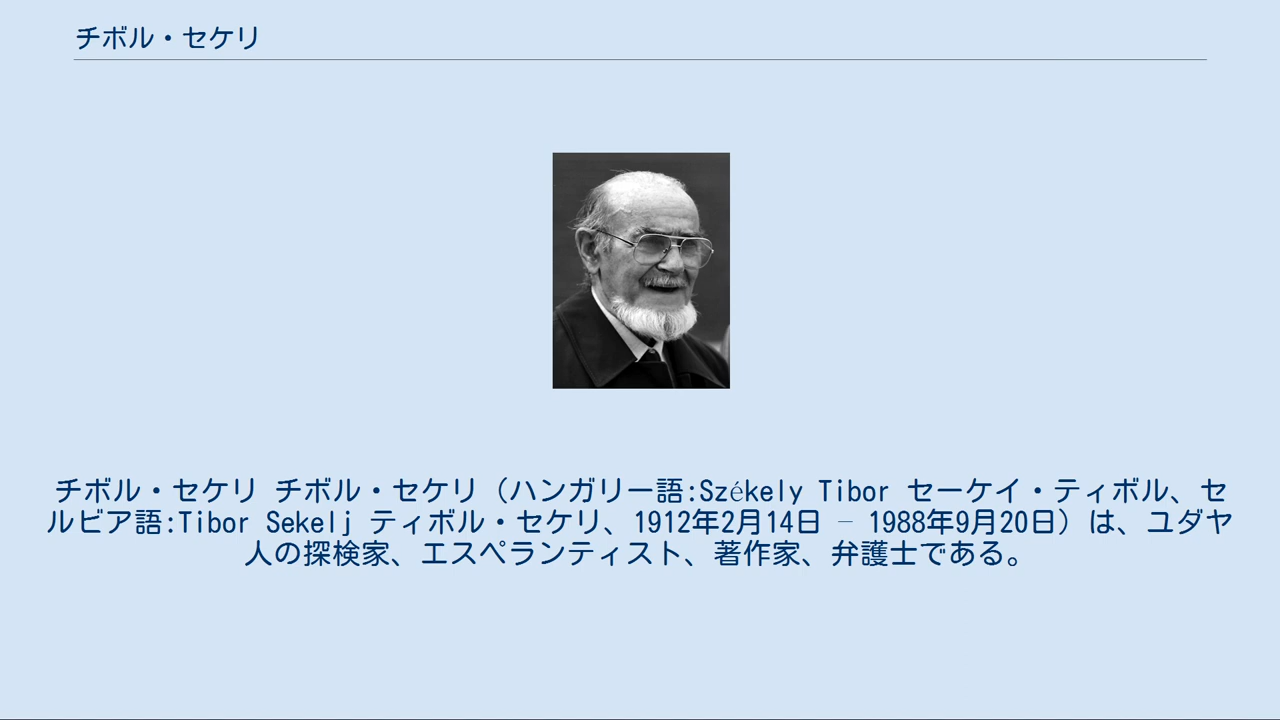 チボル・セケリ
チボル・セケリ チボル・セケリ（ハンガリー語:Székely Tibor セーケイ・ティボル、セ
ルビア語:Tibor Sekelj ティボル・セケリ、1912年2月14日 – 1988年9月20日）は、ユダヤ
人の探検家、エスペランティスト、著作家、弁護士である。